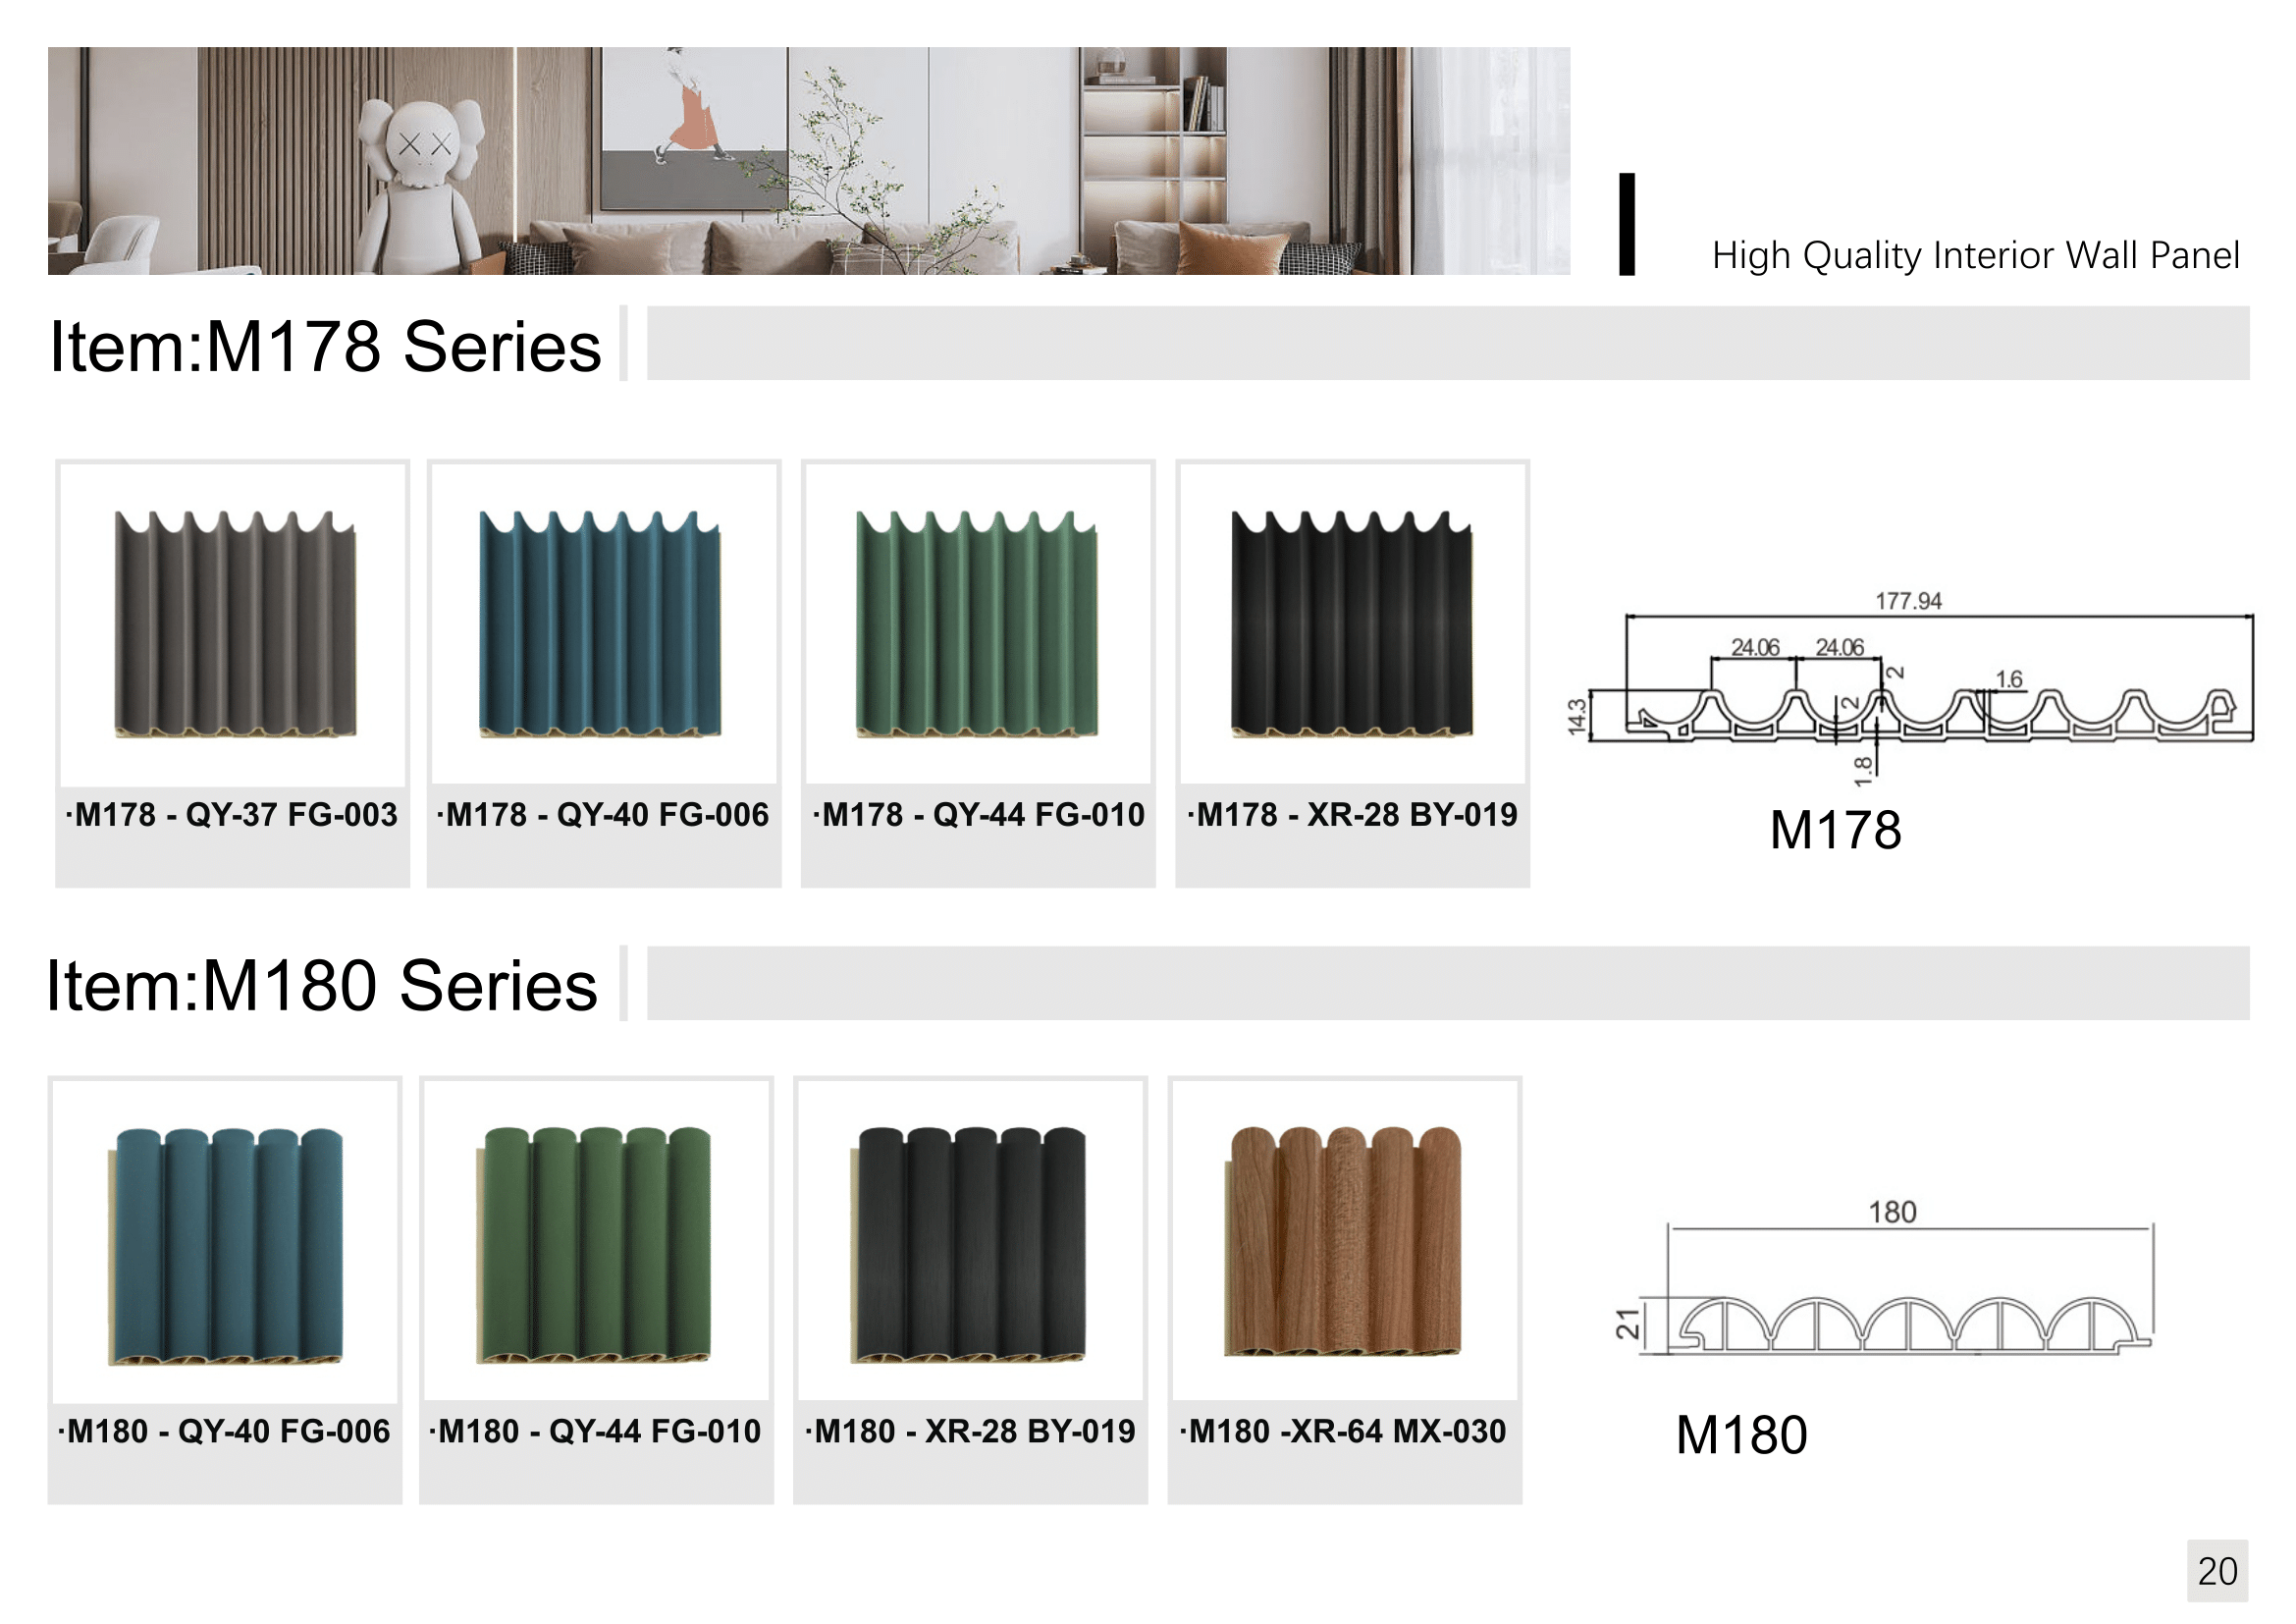 High Quality Interior Wall Panel
Item:M178 Series
·M178 - QY-37 FG-003
·M178 - QY-40 FG-006
·M178 - QY-44 FG-010
·M178 - XR-28 BY-019
177.94
24.06
24.06
2
1.6
14.3
2
1.8
M178
Item:M180 Series
·M180 - QY-40 FG-006
·M180 - QY-44 FG-010
·M180 - XR-28 BY-019
·M180 -XR-64 MX-030
180
21
M180
20